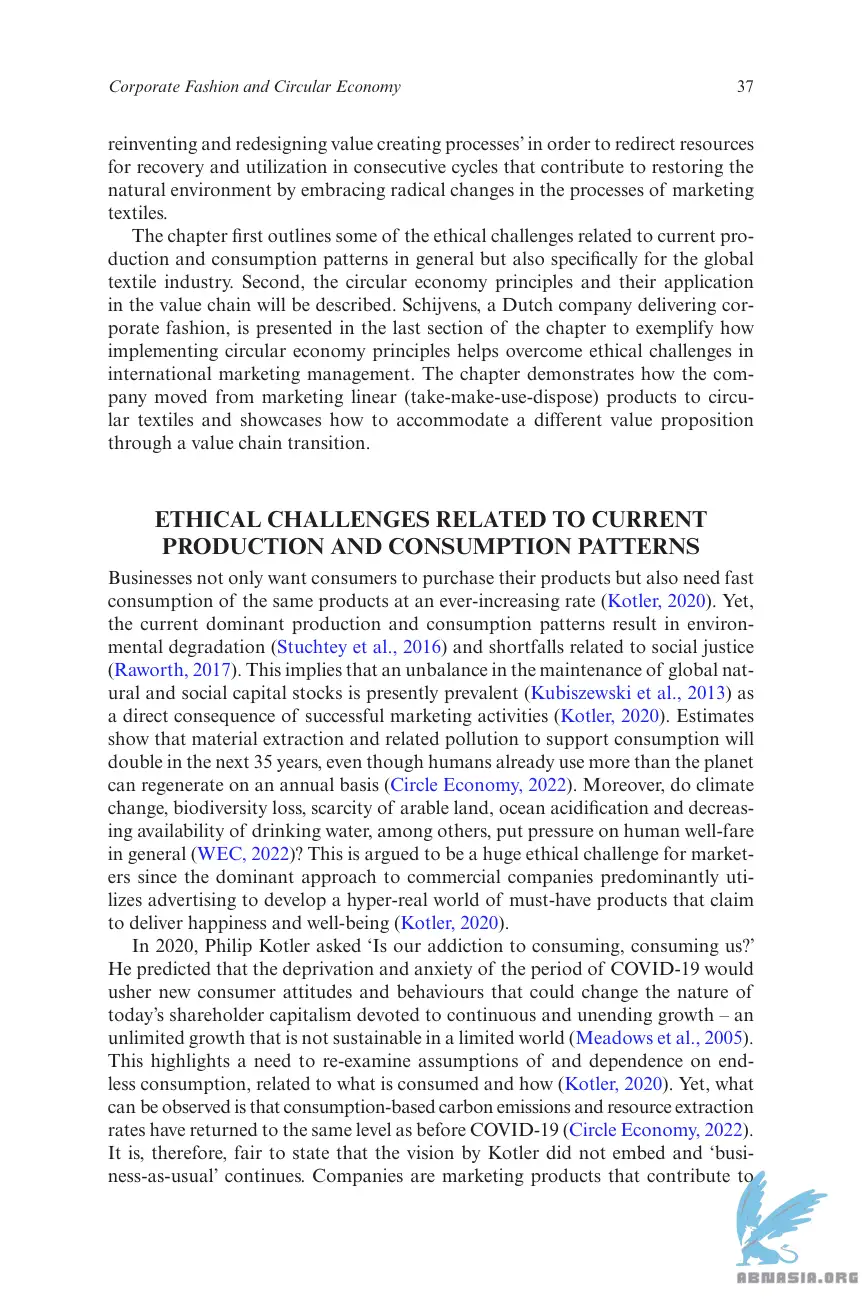 Corporate Fashion and Circular Economy 37
reinventing and redesigning value creating processes’ in order to redirect resources
for recovery and utilization in consecutive cycles that contribute to restoring the
natural environment by embracing radical changes in the processes of marketing
textiles.
The chapter first outlines some of the ethical challenges related to current pro-
duction and consumption patterns in general but also specifically for the global
textile industry. Second, the circular economy principles and their application
in the value chain will be described. Schijvens, a Dutch company delivering cor-
porate fashion, is presented in the last section of the chapter to exemplify how
implementing circular economy principles helps overcome ethical challenges in
international marketing management. The chapter demonstrates how the com-
pany moved from marketing linear (take-make-use-dispose) products to circu-
lar textiles and showcases how to accommodate a different value proposition
through a value chain transition.
ETHICAL CHALLENGES RELATED TO CURRENT
PRODUCTION AND CONSUMPTION PATTERNS
Businesses not only want consumers to purchase their products but also need fast
consumption of the same products at an ever-increasing rate (Kotler, 2020). Yet,
the current dominant production and consumption patterns result in environ-
mental degradation (Stuchtey et al., 2016) and shortfalls related to social justice
(Raworth, 2017). This implies that an unbalance in the maintenance of global nat-
ural and social capital stocks is presently prevalent (Kubiszewski et al., 2013) as
a direct consequence of successful marketing activities (Kotler, 2020). Estimates
show that material extraction and related pollution to support consumption will
double in the next 35 years, even though humans already use more than the planet
can regenerate on an annual basis (Circle Economy, 2022). Moreover, do climate
change, biodiversity loss, scarcity of arable land, ocean acidification and decreas-
ing availability of drinking water, among others, put pressure on human well-fare
in general (WEC, 2022)? This is argued to be a huge ethical challenge for market-
ers since the dominant approach to commercial companies predominantly uti-
lizes advertising to develop a hyper-real world of must-have products that claim
to deliver happiness and well-being (Kotler, 2020).
In 2020, Philip Kotler asked ‘Is our addiction to consuming, consuming us?’
He predicted that the deprivation and anxiety of the period of COVID-19 would
usher new consumer attitudes and behaviours that could change the nature of
today’s shareholder capitalism devoted to continuous and unending growth – an
unlimited growth that is not sustainable in a limited world (Meadows et al., 2005).
This highlights a need to re-examine assumptions of and dependence on end-
less consumption, related to what is consumed and how (Kotler, 2020). Yet, what
can be observed is that consumption-based carbon emissions and resource extraction
rates have returned to the same level as before COVID-19 (Circle Economy, 2022).
It is, therefore, fair to state that the vision by Kotler did not embed and ‘busi-
ness-as-usual’ continues. Companies are marketing products that contribute to
ABNASIA.ORG